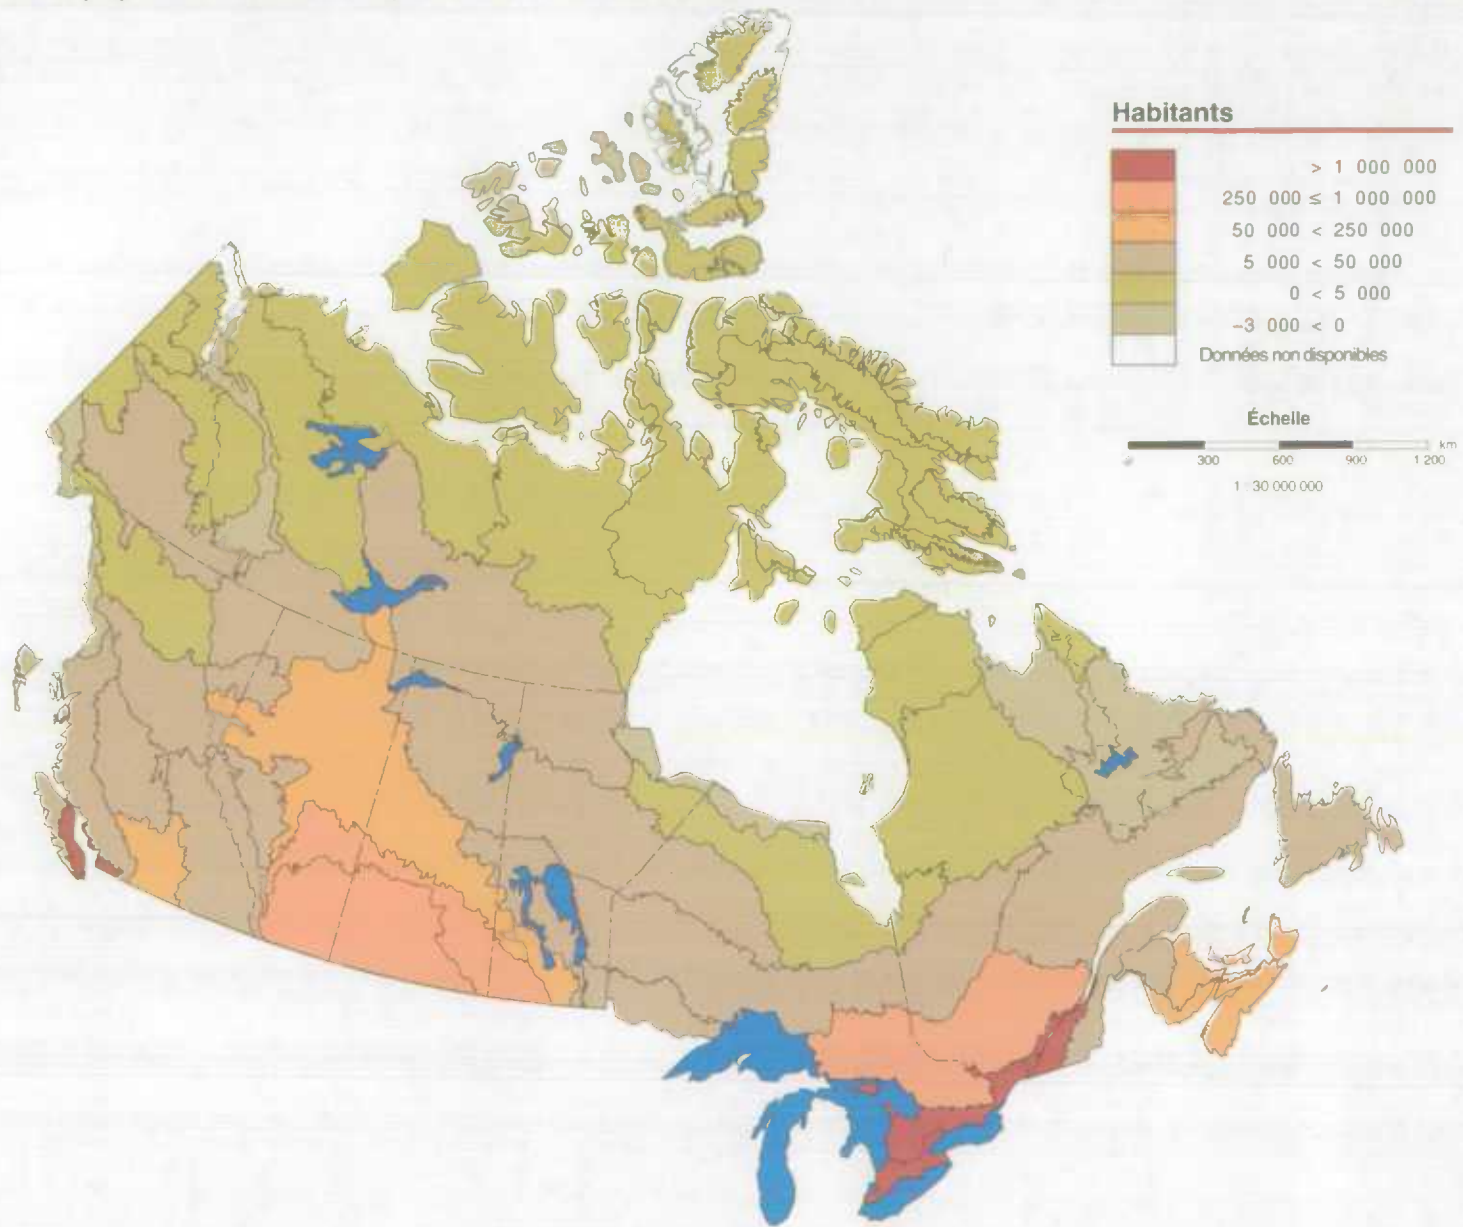 Habitants
> 1 000 000
250 000 ≤ 1 000 000
50 000 < 250 000
5 000 < 50 000
0 < 5 000
-3 000 < 0
Données non disponibles
Échelle
300 600 900 1 200 km
1 : 30 000 000